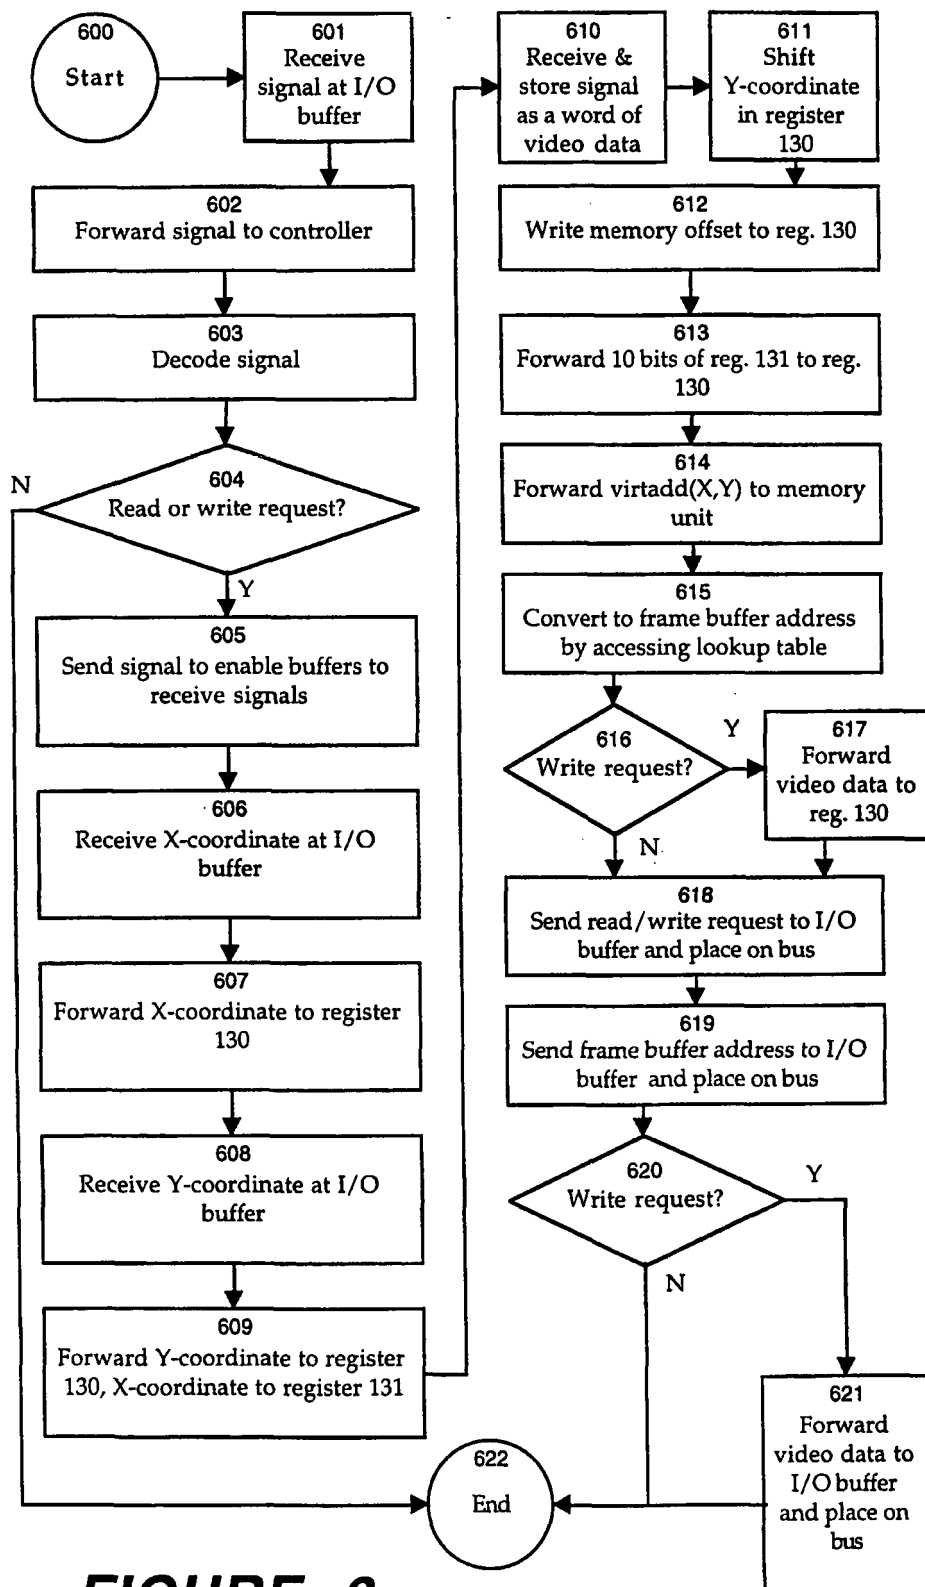 600
Start
601
Receive
signal at I/O
buffer
602
Forward signal to controller
603
Decode signal
604
Read or write request?
N
Y
605
Send signal to enable buffers to
receive signals
606
Receive X-coordinate at I/O
buffer
607
Forward X-coordinate to register
130
608
Receive Y-coordinate at I/O
buffer
609
Forward Y-coordinate to register
130, X-coordinate to register 131
610
Receive &
store signal
as a word of
video data
611
Shift
Y-coordinate
in register
130
612
Write memory offset to reg. 130
613
Forward 10 bits of reg. 131 to reg.
130
614
Forward virtadd(X,Y) to memory
unit
615
Convert to frame buffer address
by accessing lookup table
616
Write request?
Y
N
617
Forward
video data to
reg. 130
618
Send read/write request to I/O
buffer and place on bus
619
Send frame buffer address to I/O
buffer and place on bus
620
Write request?
Y
N
621
Forward
video data to
I/O buffer
and place on
bus
622
End
FIGURE